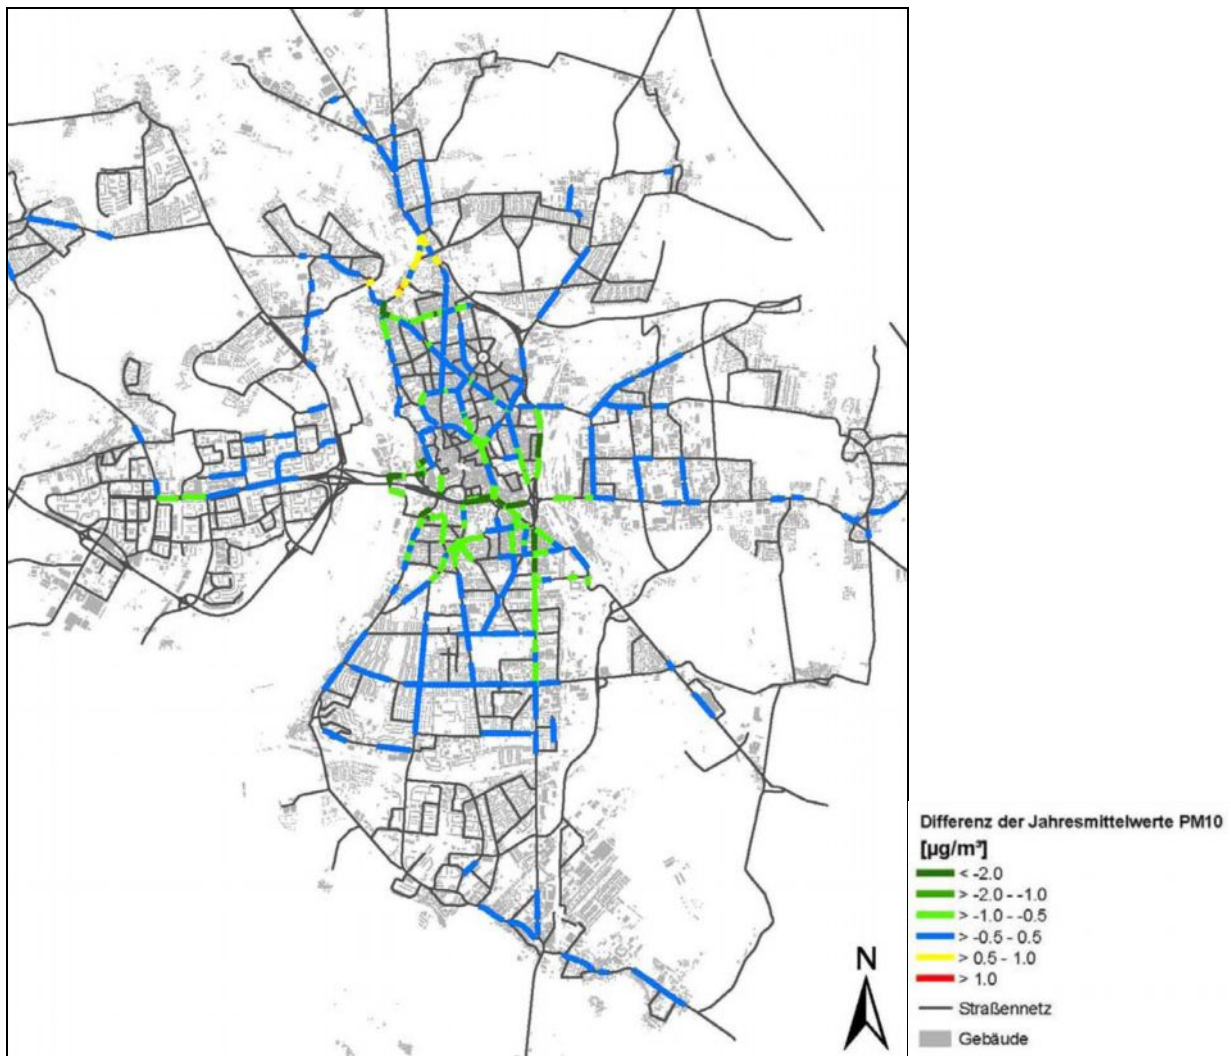 Differenz der Jahresmittelwerte PM10
[µg/m³]
< -2.0
> -2.0 - -1.0
> -1.0 - -0.5
> -0.5 - 0.5
> 0.5 - 1.0
> 1.0
Straßennetz
Gebäude
N